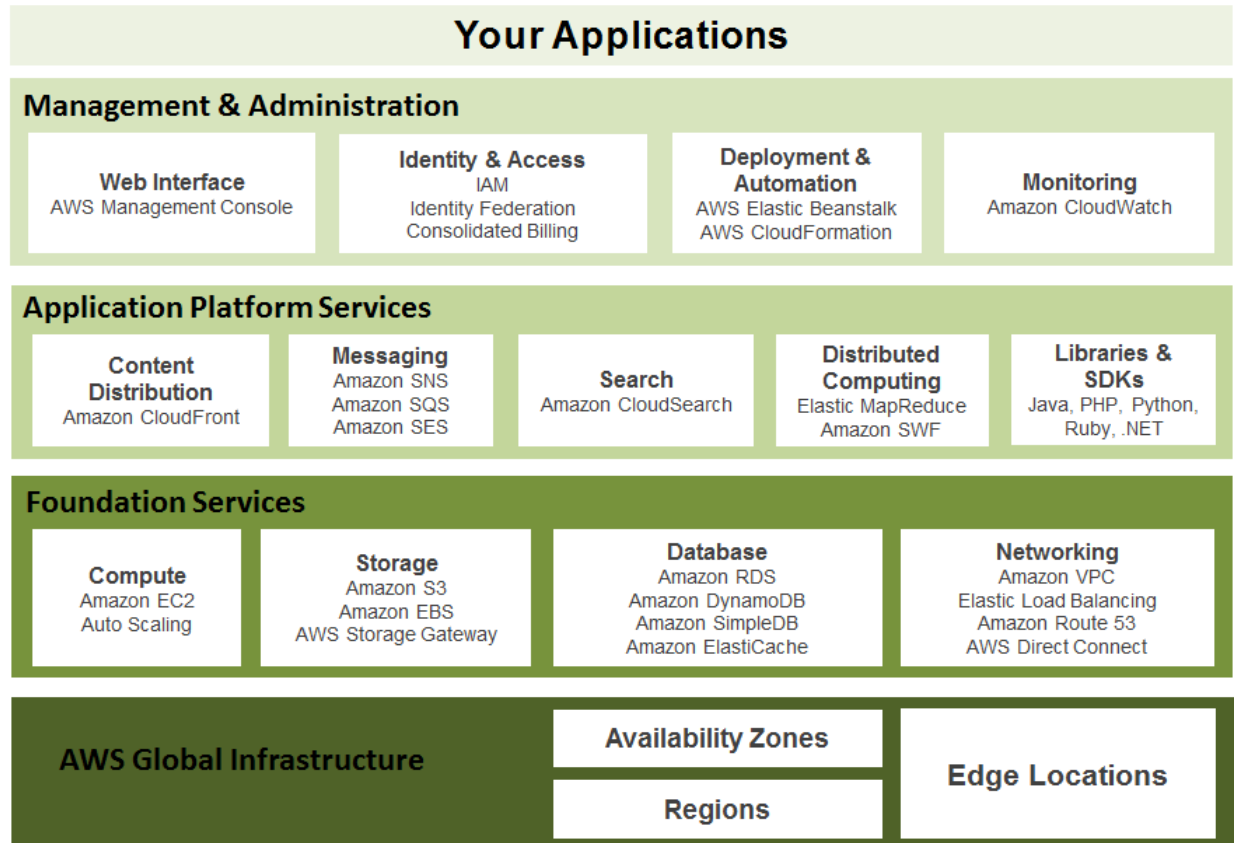 Your Applications
Management & Administration
Web Interface
AWS Management Console
Identity & Access
IAM
Identity Federation
Consolidated Billing
Deployment &
Automation
AWS Elastic Beanstalk
AWS CloudFormation
Monitoring
Amazon CloudWatch
Application Platform Services
Content
Distribution
Amazon CloudFront
Messaging
Amazon SNS
Amazon SQS
Amazon SES
Search
Amazon CloudSearch
Distributed
Computing
Elastic MapReduce
Amazon SWF
Libraries &
SDKs
Java, PHP, Python,
Ruby, .NET
Foundation Services
Compute
Amazon EC2
Auto Scaling
Storage
Amazon S3
Amazon EBS
AWS Storage Gateway
Database
Amazon RDS
Amazon DynamoDB
Amazon SimpleDB
Amazon ElastiCache
Networking
Amazon VPC
Elastic Load Balancing
Amazon Route 53
AWS Direct Connect
AWS Global Infrastructure
Availability Zones
Regions
Edge Locations